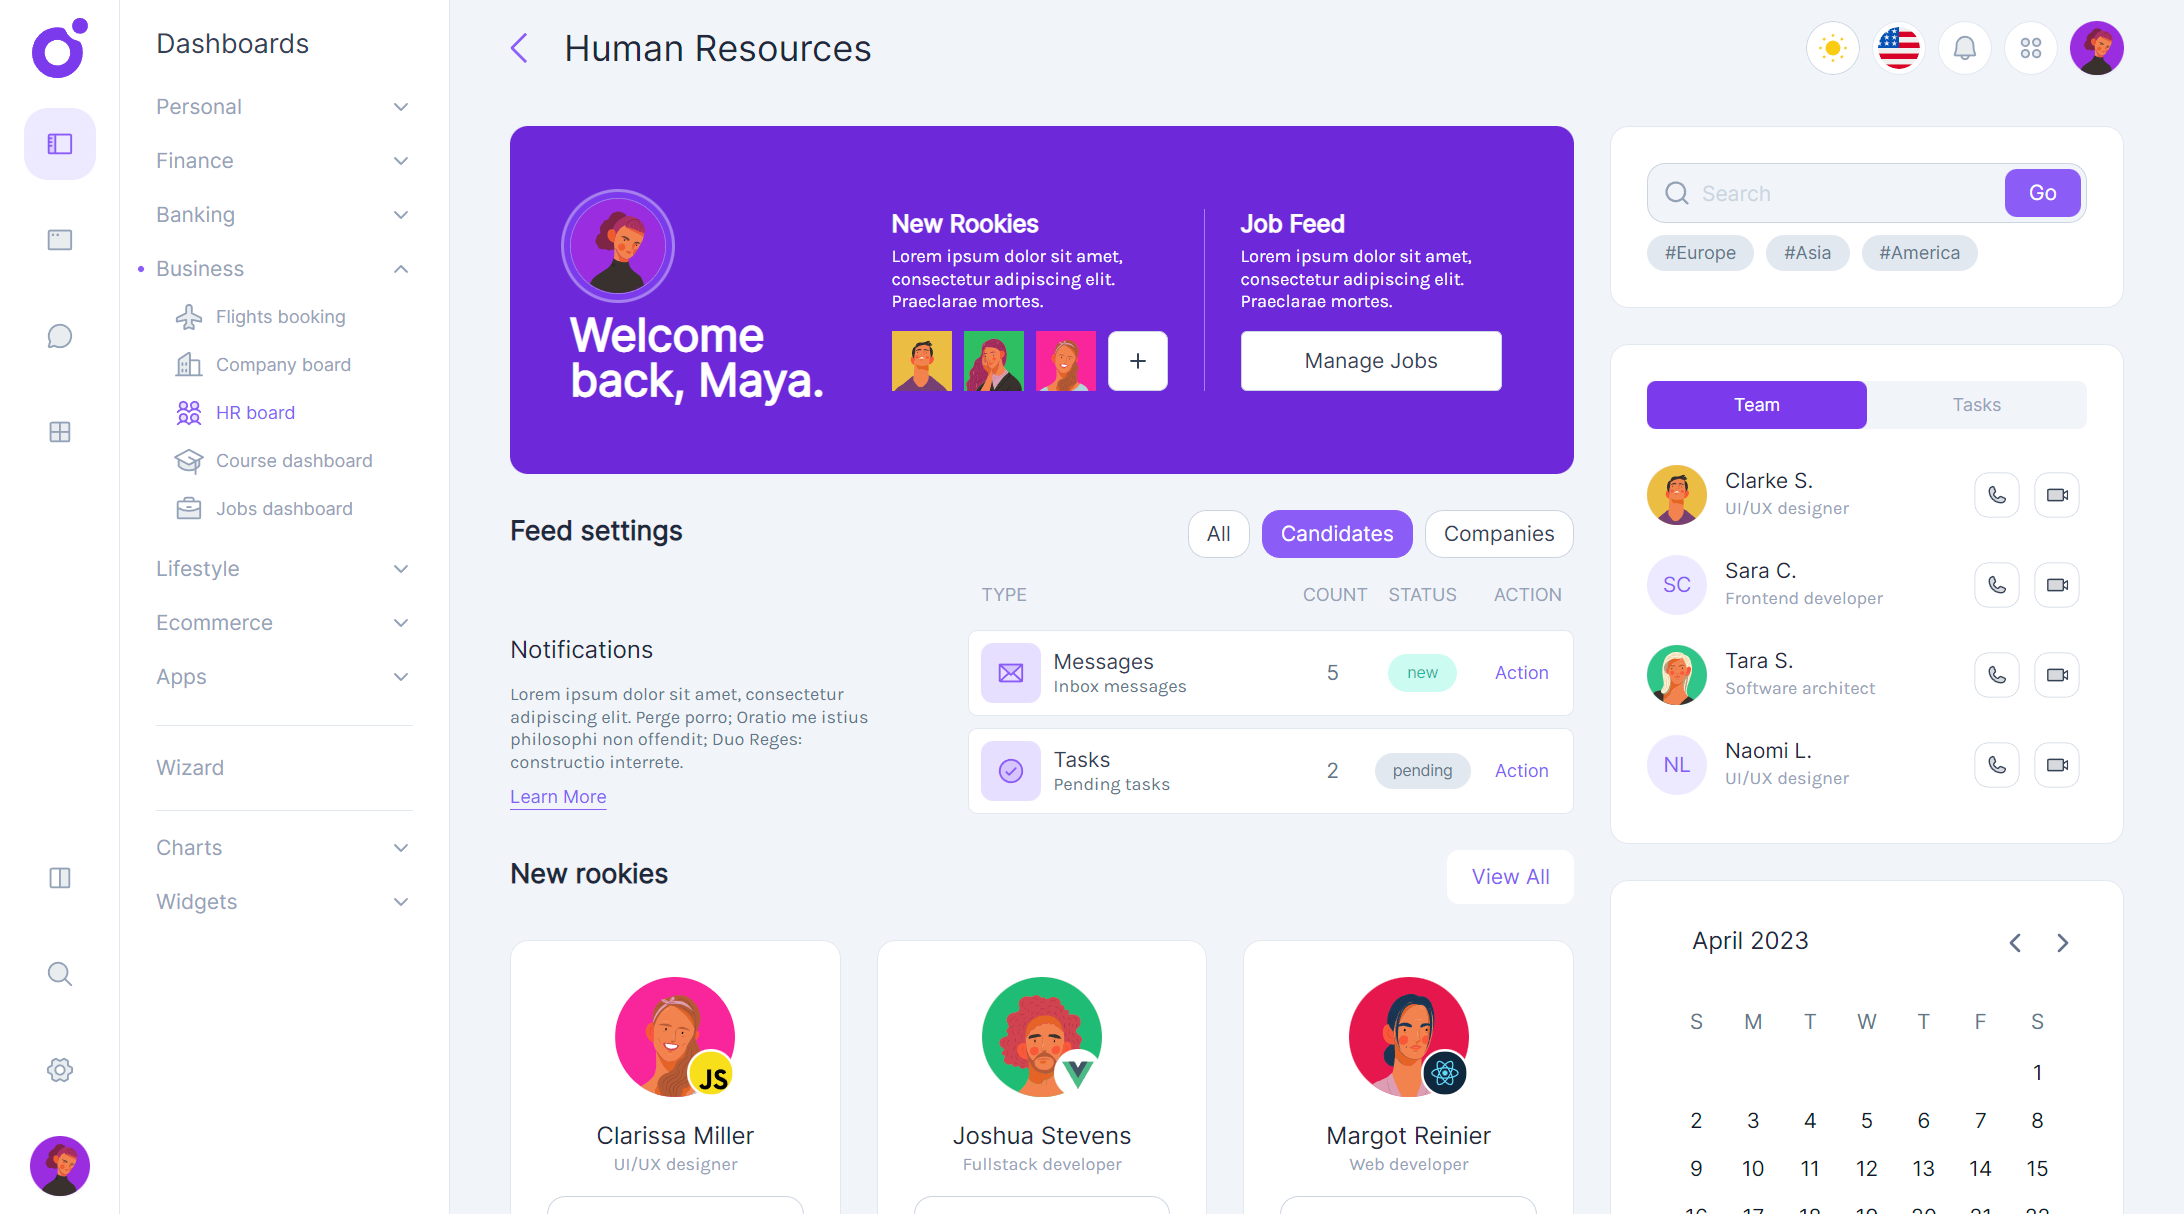 Dashboards
Personal
Finance
Banking
Business
Flights booking
Company board
HR board
Course dashboard
Jobs dashboard
Lifestyle
Ecommerce
Apps
Wizard
Charts
Widgets
Human Resources
Welcome
back, Maya.
New Rookies
Lorem ipsum dolor sit amet,
consectetur adipiscing elit.
Praeclarae mortes.
+
Job Feed
Lorem ipsum dolor sit amet,
consectetur adipiscing elit.
Praeclarae mortes.
Manage Jobs
Feed settings
All
Candidates
Companies
TYPE COUNT STATUS ACTION
Notifications
Lorem ipsum dolor sit amet, consectetur
adipiscing elit. Perge porro; Oratio me istius
philosophi non offendit; Duo Reges:
constructio interrete.
Learn More
Messages
Inbox messages
5
new
Action
Tasks
Pending tasks
2
pending
Action
New rookies
View All
JS
Clarissa Miller
UI/UX designer
Joshua Stevens
Fullstack developer
Margot Reinier
Web developer
Search
Go
#Europe
#Asia
#America
Team
Tasks
Clarke S.
UI/UX designer
SC
Sara C.
Frontend developer
Tara S.
Software architect
NL
Naomi L.
UI/UX designer
April 2023
S M T W T F S
1
2 3 4 5 6 7 8
9 10 11 12 13 14 15
16 17 18 19 20 21 22